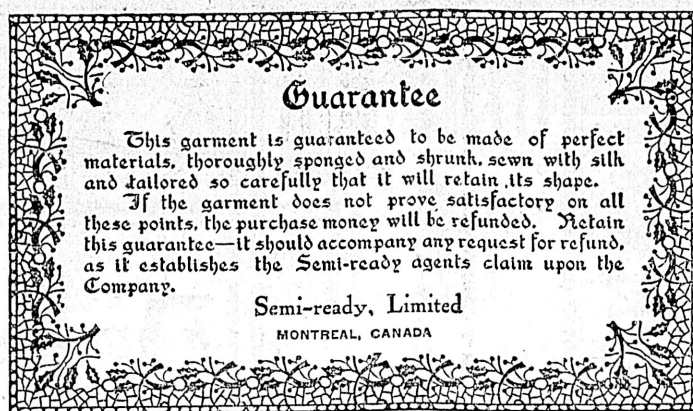 Guarantee
This garment is guaranteed to be made of perfect
materials, thoroughly sponged and shrunk, sewn with silk
and tailored so carefully that it will retain its shape.
If the garment does not prove satisfactory on all
these points, the purchase money will be refunded. Retain
this guarantee—it should accompany any request for refund,
as it establishes the Semi-ready agents claim upon the
Company.
Semi-ready, Limited
MONTREAL, CANADA